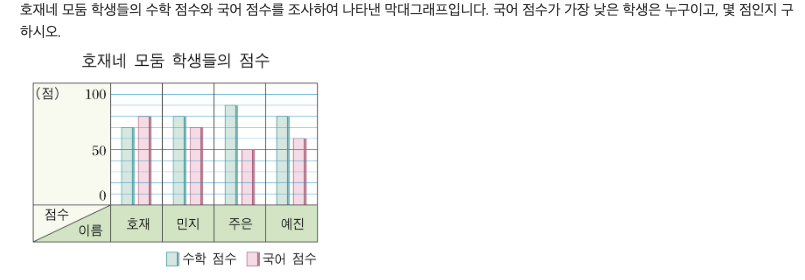 호재네 모둠 학생들의 수학 점수와 국어 점수를 조사하여 나타낸 막대그래프입니다. 국어 점수가 가장 낮은 학생은 누구이고, 몇 점인지 구
하시오.
호재네 모둠 학생들의 점수
(점) 100
50
0
점수
이름 호재 민지 주은 예진
수학 점수 국어 점수